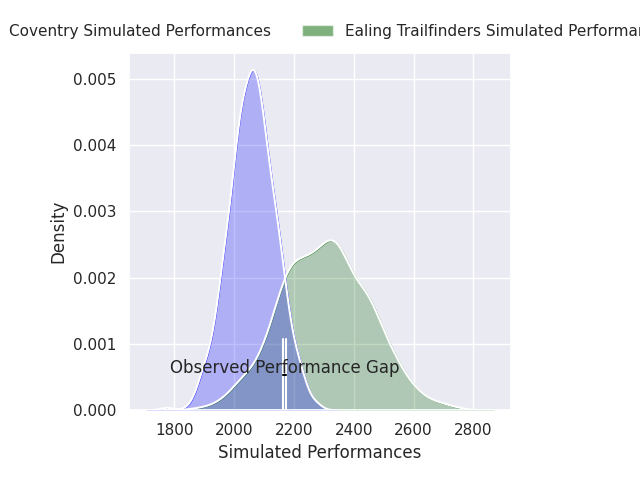 Coventry Simulated Performances
Ealing Trailfinders Simulated
0.005
0.004
0.003
0.002
0.001
0.000
Density
Observed Performance Gap
1800 2000 2200 2400 2600 2800
Simulated Performances